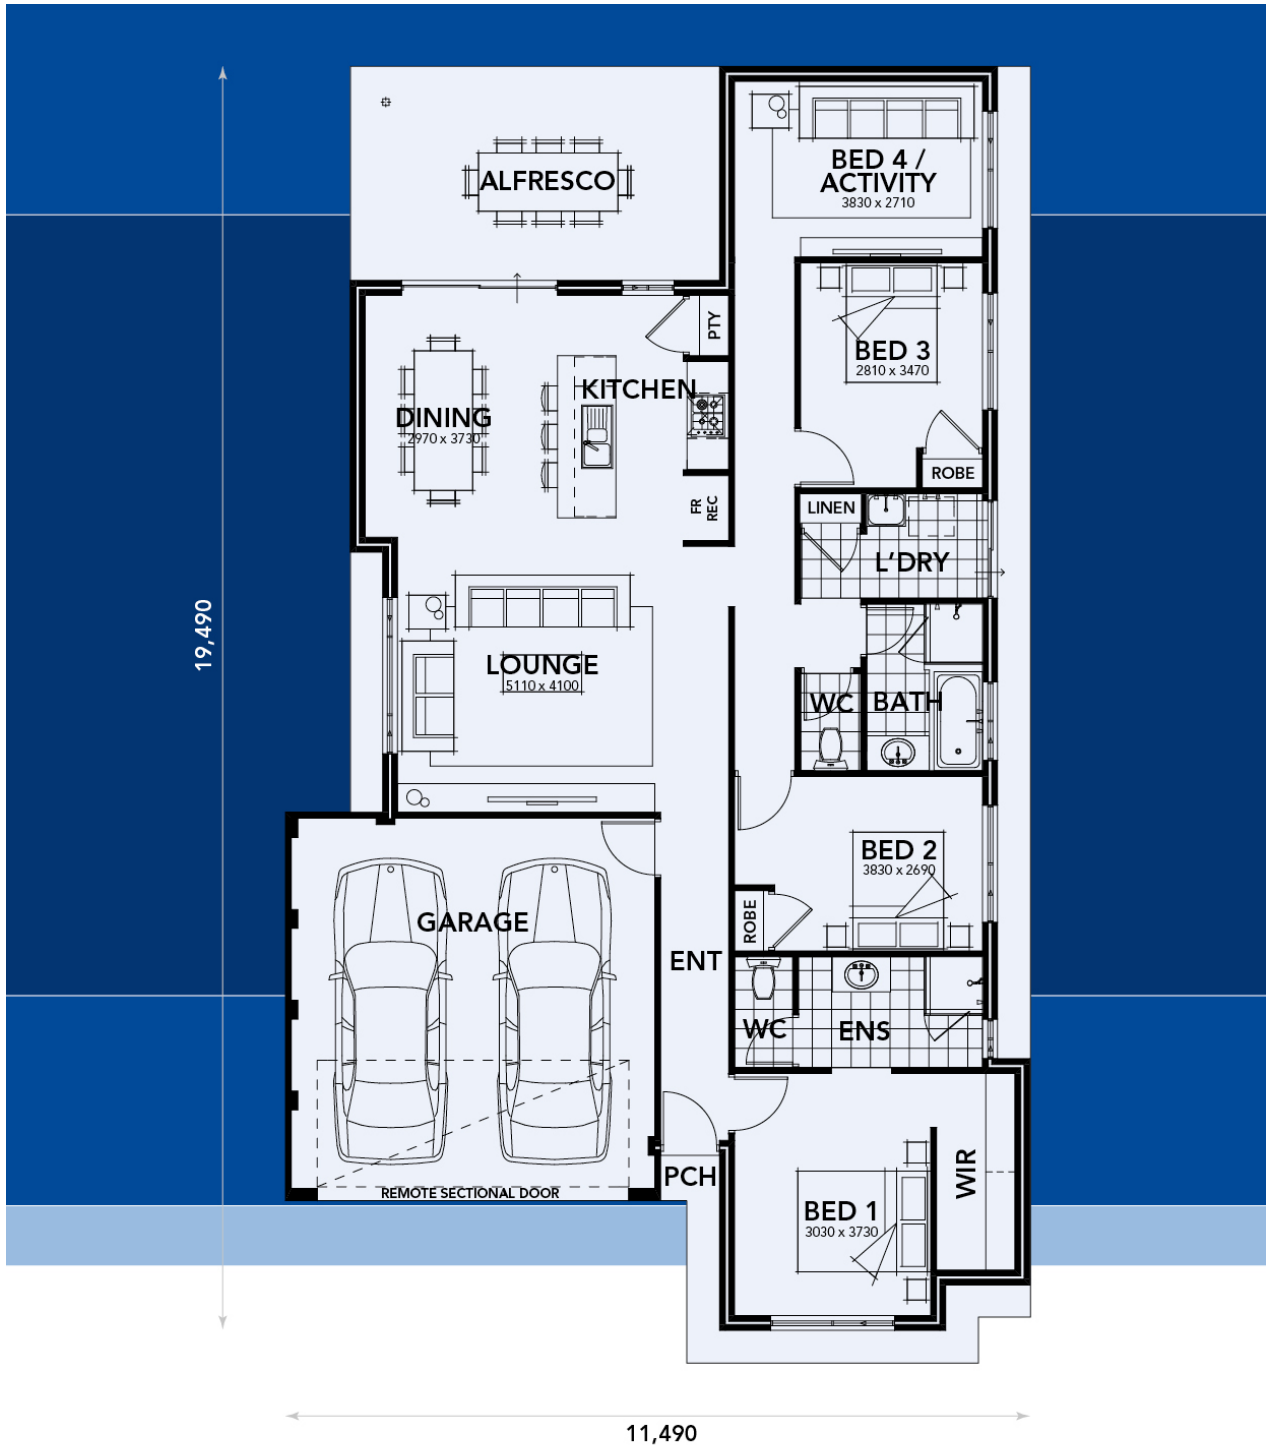 ALFRESCO
BED 4 /
ACTIVITY
3830 x 2710
PTY
BED 3
2810 x 3470
KITCHEN
DINING
2970 x 3730
ROBE
FR
REC
LINEN
L'DRY
19,490
LOUNGE
5110 x 4100
WC
BATH
BED 2
3830 x 2690
GARAGE
ROBE
ENT
WC
ENS
PCH
WIR
REMOTE SECTIONAL DOOR
BED 1
3030 x 3730
11,490